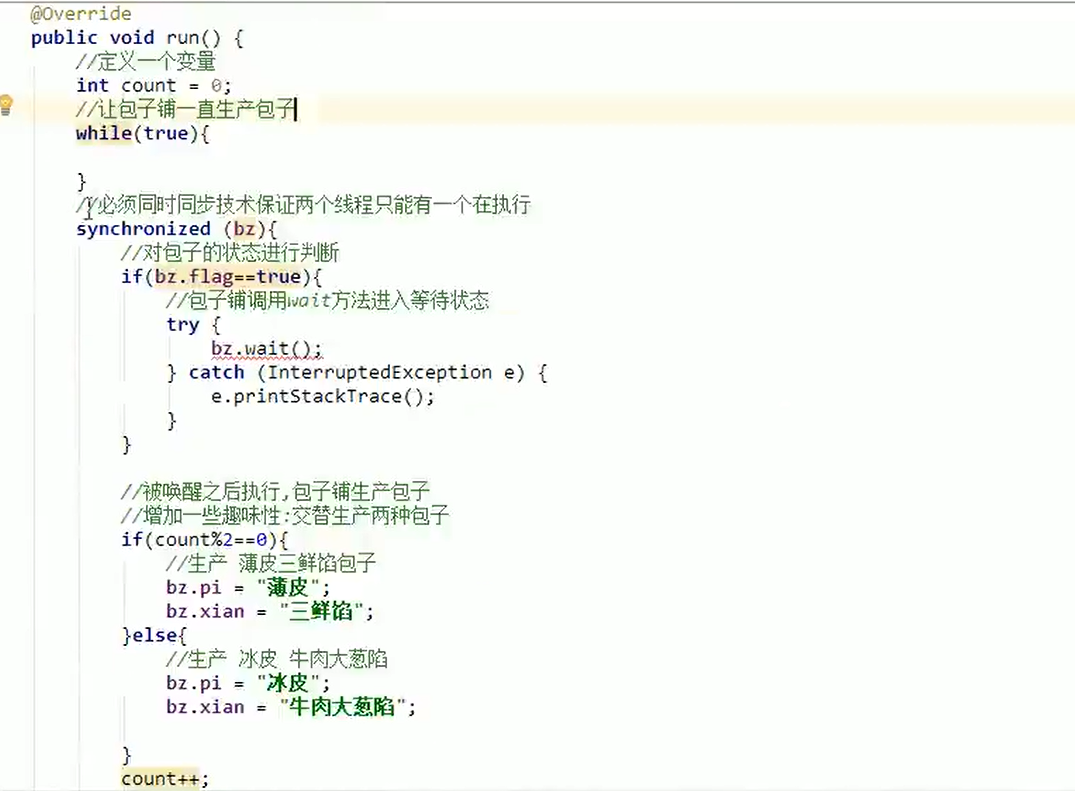 @Override
public void run() {
//定义一个变量
int count = 0;
//让包子铺一直生产包子
while(true){
}
//必须同时同步技术保证两个线程只能有一个在执行
synchronized (bz){
//对包子的状态进行判断
if(bz.flag==true){
//包子铺调用wait方法进入等待状态
try {
bz.wait();
} catch (InterruptedException e) {
e.printStackTrace();
}
}
//被唤醒之后执行,包子铺生产包子
//增加一些趣味性:交替生产两种包子
if(count%2==0){
//生产 薄皮三鲜馅包子
bz.pi = "薄皮";
bz.xian = "三鲜馅";
}else{
//生产 冰皮 牛肉大葱陷
bz.pi = "冰皮";
bz.xian = "牛肉大葱陷";
}
count++;